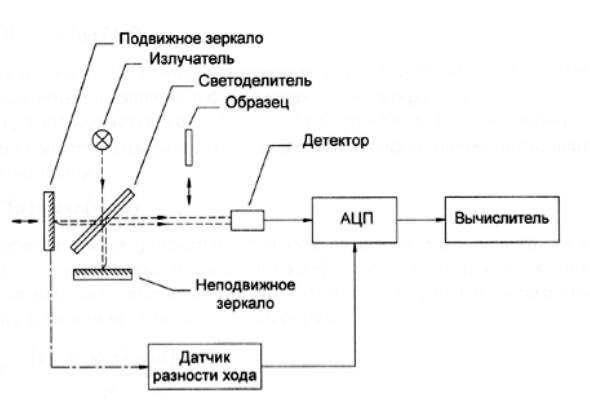 Подвижное зеркало
Излучатель
Светоделитель
Образец
Детектор
АЦП
Вычислитель
Неподвижное
зеркало
Датчик
разности хода